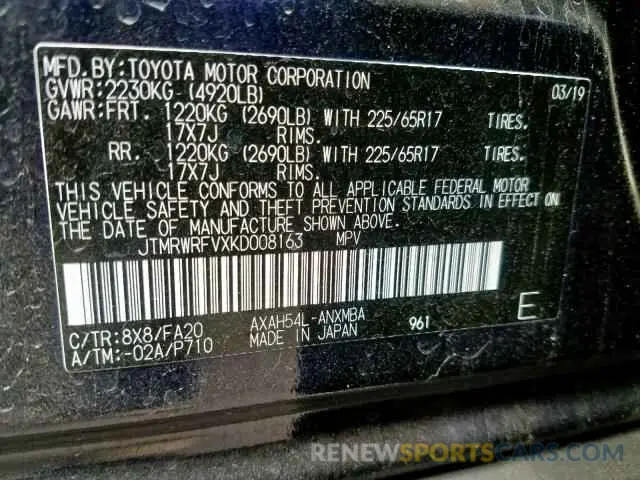 MFD.BY:TOYOTA MOTOR CORPORATION 03/19
GVWR:2230KG (4920LB)
GAWR:FRT. 1220KG (2690LB) WITH 225/65R17 TIRES.
17X7J RIMS.
RR. 1220KG (2690LB) WITH 225/65R17 TIRES.
17X7J RIMS.
THIS VEHICLE CONFORMS TO ALL APPLICABLE FEDERAL MOTOR
VEHICLE SAFETY AND THEFT PREVENTION STANDARDS IN EFFECT ON
THE DATE OF MANUFACTURE SHOWN ABOVE.
JTMRWRFVXKD008163 MPV
C/TR:8X8/FA20 AXAH54L-ANXMBA 961 E
A/TM:-02A/P710 MADE IN JAPAN
RENEWSPORTSCARS.COM